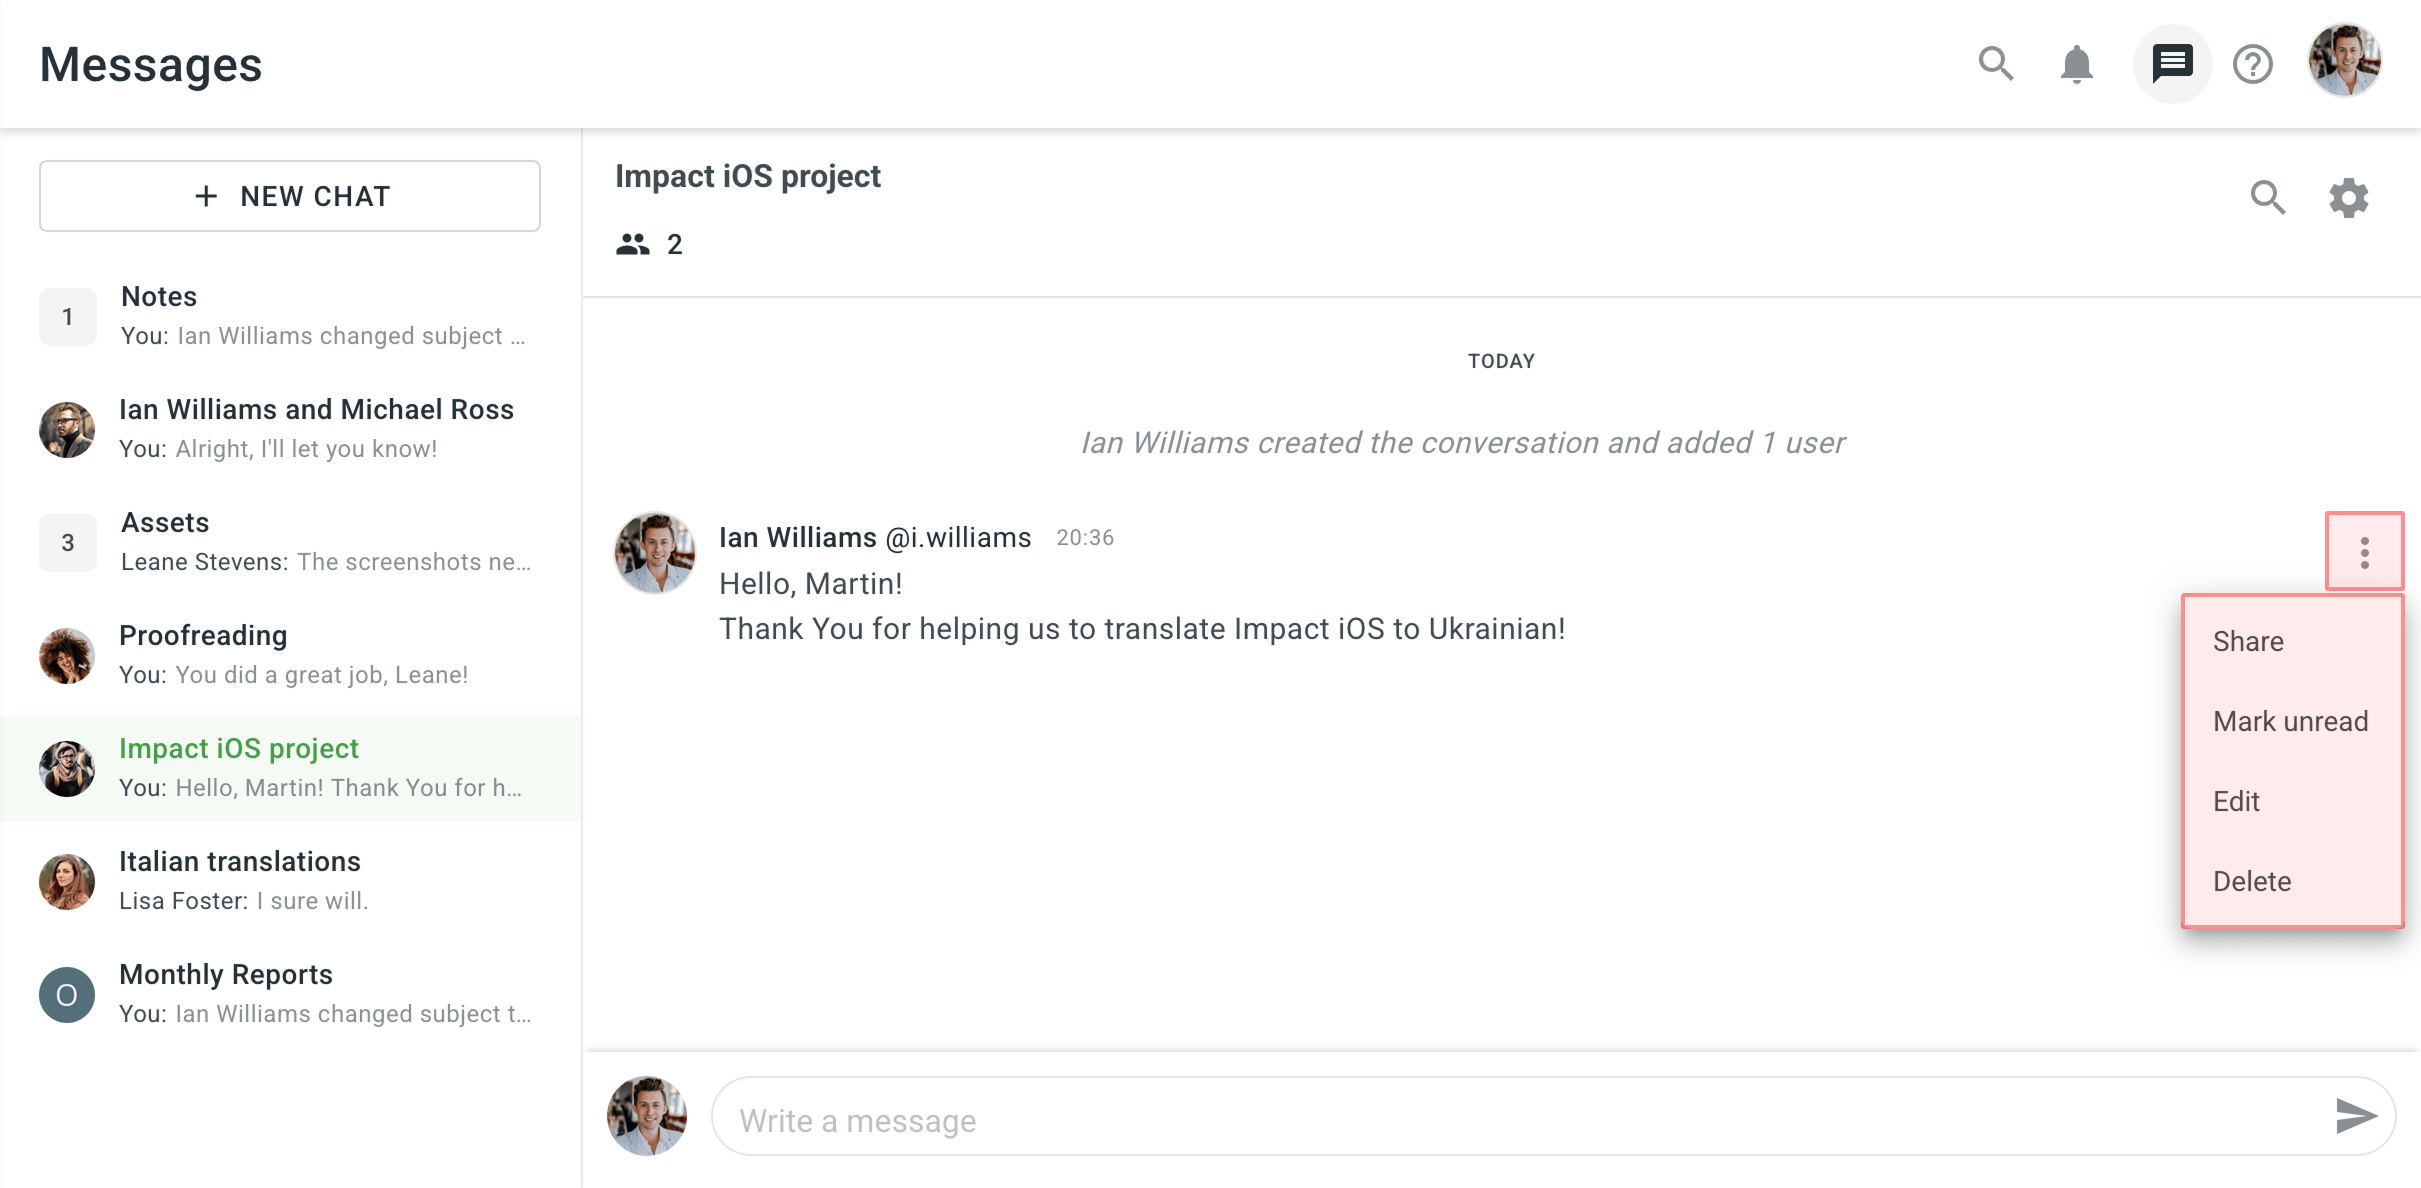 Messages
+ NEW CHAT
1
Notes
You: Ian Williams changed subject ...
Ian Williams and Michael Ross
You: Alright, I'll let you know!
3
Assets
Leane Stevens: The screenshots ne...
Proofreading
You: You did a great job, Leane!
Impact iOS project
You: Hello, Martin! Thank You for h...
Italian translations
Lisa Foster: I sure will.
O
Monthly Reports
You: Ian Williams changed subject t...
Impact iOS project
2
TODAY
Ian Williams created the conversation and added 1 user
Ian Williams @i.williams 20:36
Hello, Martin!
Thank You for helping us to translate Impact iOS to Ukrainian!
Share
Mark unread
Edit
Delete
Write a message